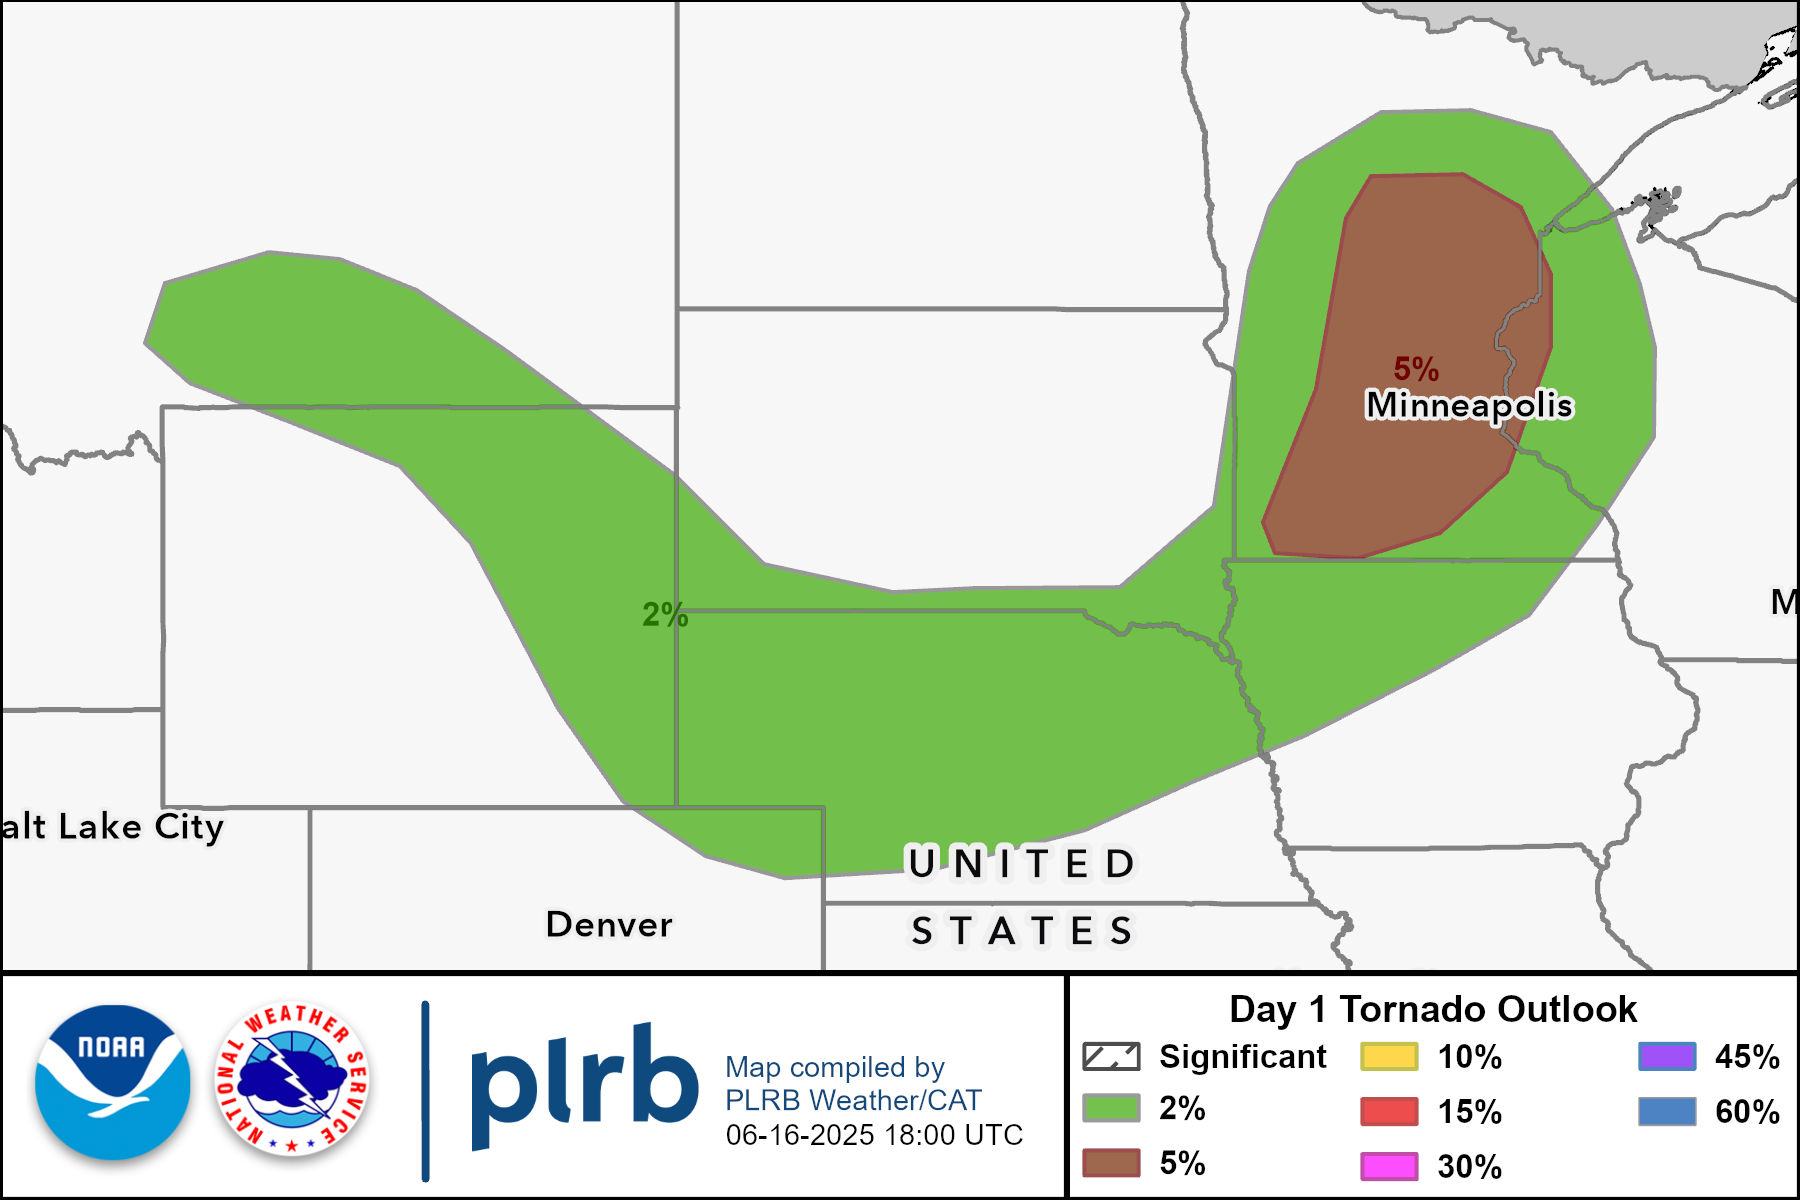 5%
Minneapolis
2%
M
alt Lake City
UNITED
STATES
Denver
NOAA
NATIONAL WEATHER SERVICE
plrb
Map compiled by
PLRB Weather/CAT
06-16-2025 18:00 UTC
Day 1 Tornado Outlook
Significant
2%
5%
10%
15%
30%
45%
60%